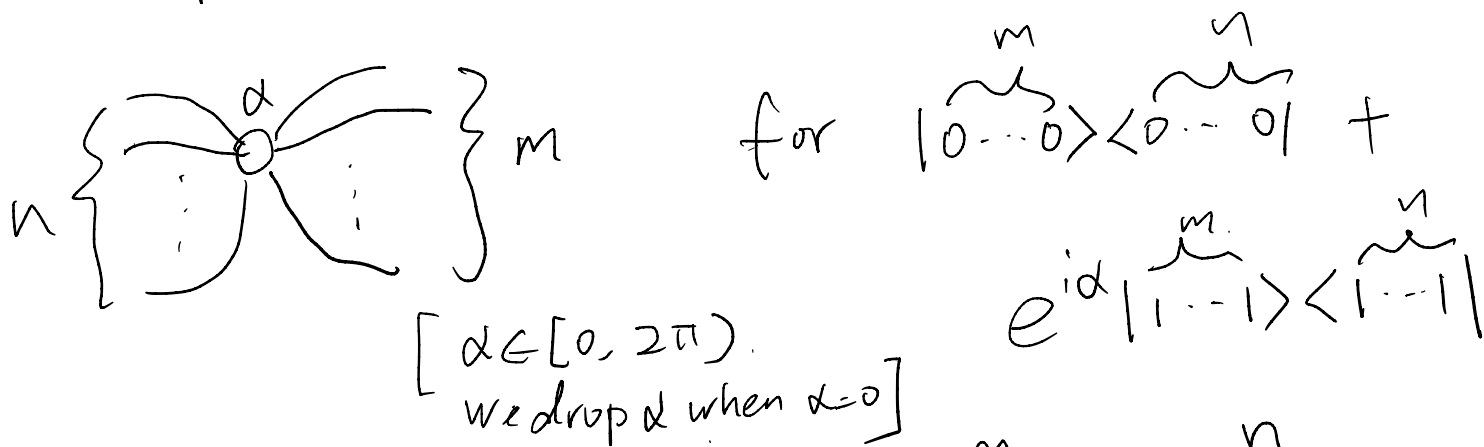 m n
α
n { } m for |0···0><0··0| +
m. n
e^{iα} |1···1><1···1|
[ α∈[0, 2π).
we drop α when α=0]
m n